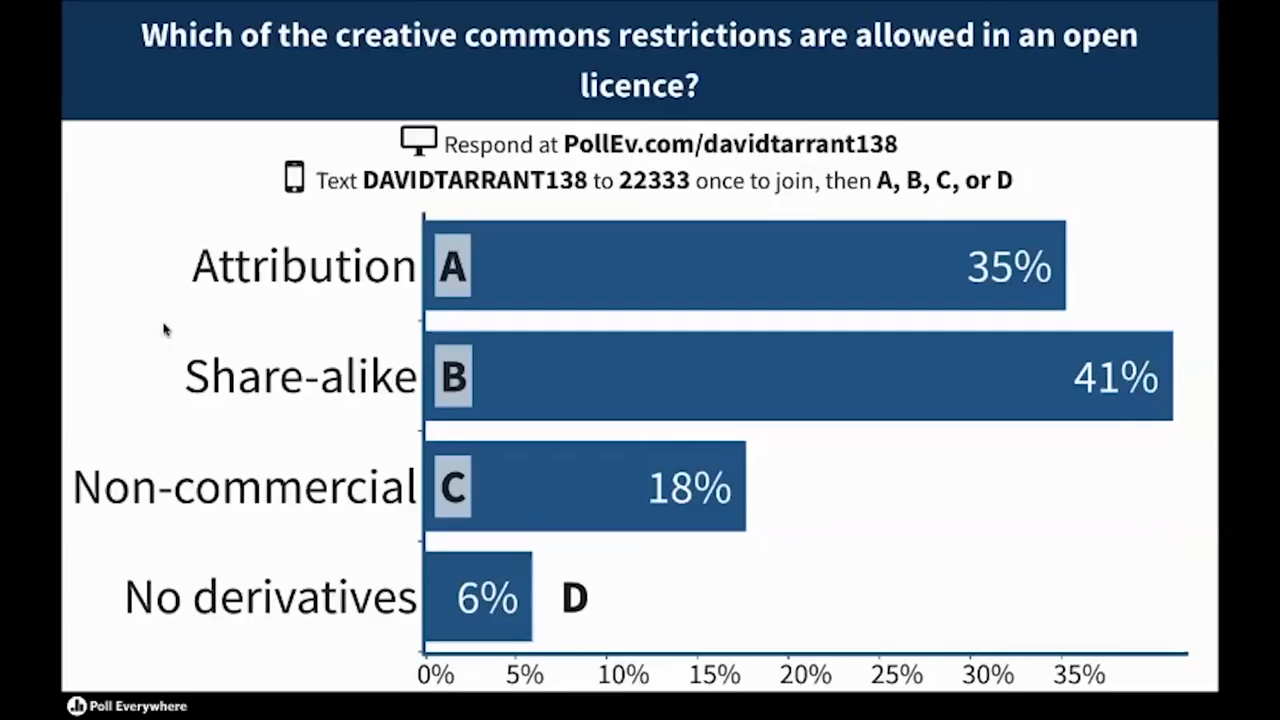 Which of the creative commons restrictions are allowed in an open
licence?
Respond at PollEv.com/davidtarrant138
Text DAVIDTARRANT138 to 22333 once to join, then A, B, C, or D
Attribution A 35%
Share-alike B 41%
Non-commercial C 18%
No derivatives 6% D
0% 5% 10% 15% 20% 25% 30% 35%
Poll Everywhere